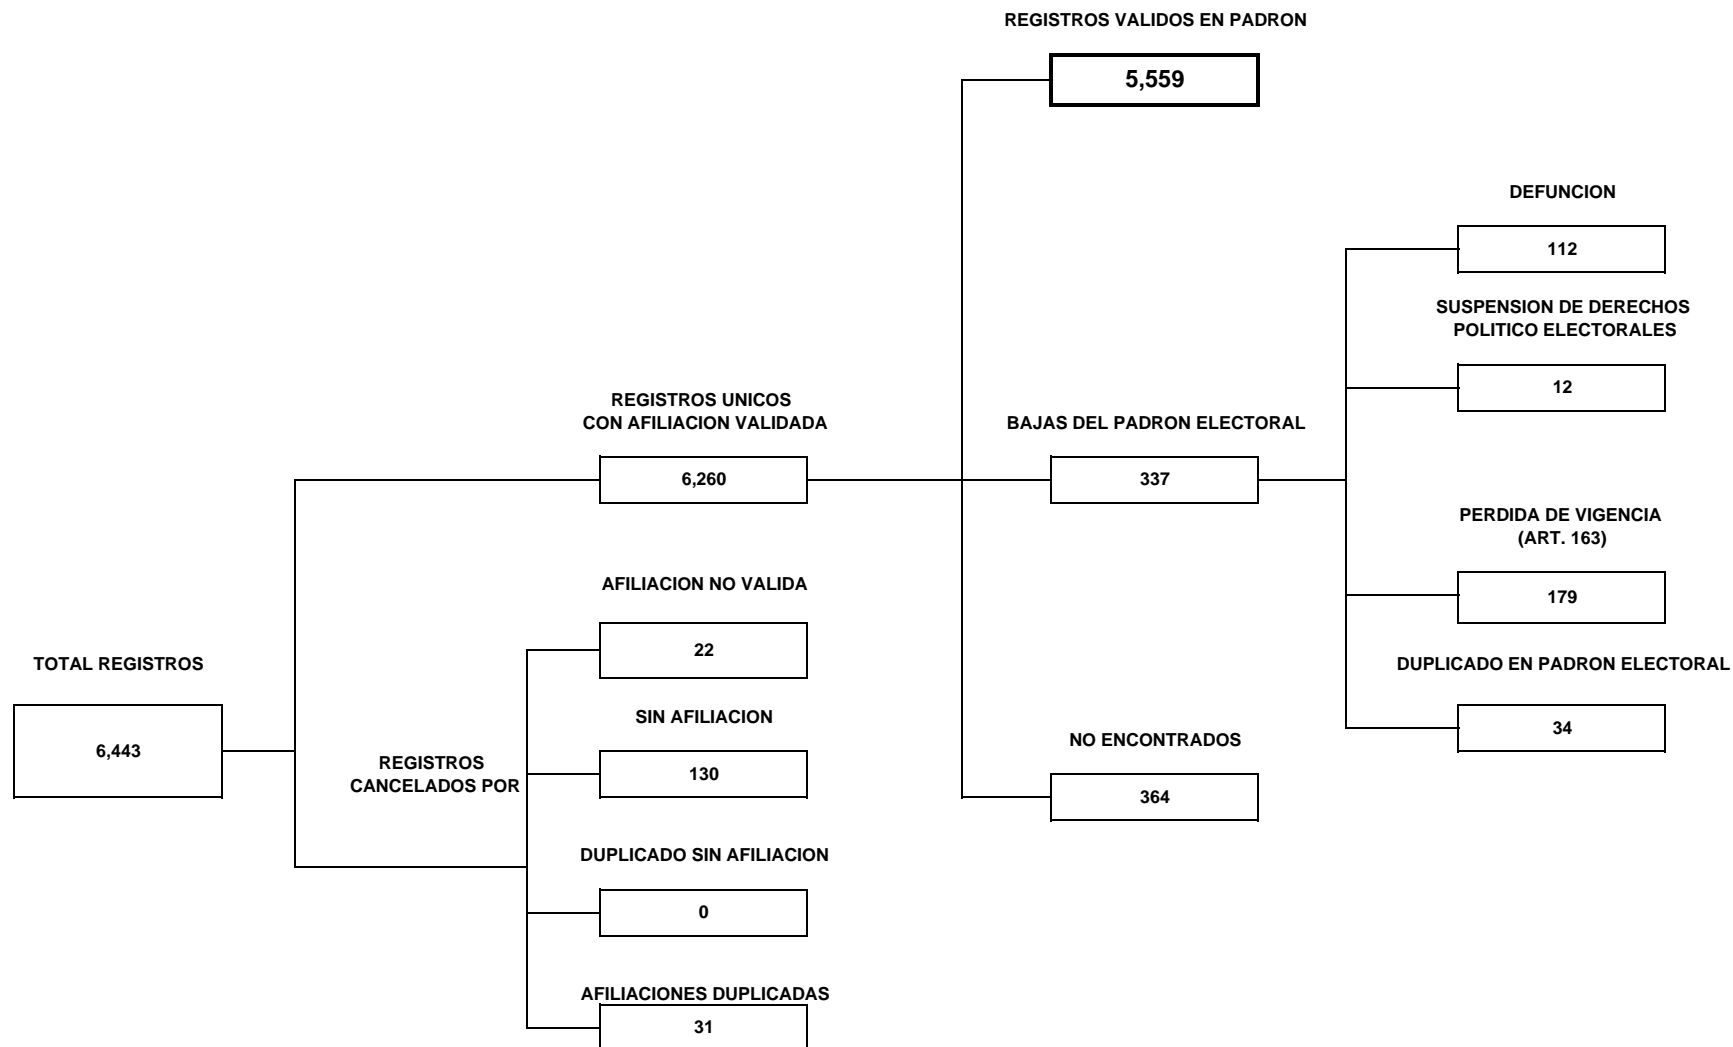 REGISTROS VALIDOS EN PADRON
5,559
DEFUNCION
112
SUSPENSION DE DERECHOS
POLITICO ELECTORALES
12
REGISTROS UNICOS
CON AFILIACION VALIDADA
6,260
BAJAS DEL PADRON ELECTORAL
337
PERDIDA DE VIGENCIA
(ART. 163)
179
AFILIACION NO VALIDA
22
TOTAL REGISTROS
6,443
DUPLICADO EN PADRON ELECTORAL
34
SIN AFILIACION
130
NO ENCONTRADOS
364
REGISTROS
CANCELADOS POR
DUPLICADO SIN AFILIACION
0
AFILIACIONES DUPLICADAS
31